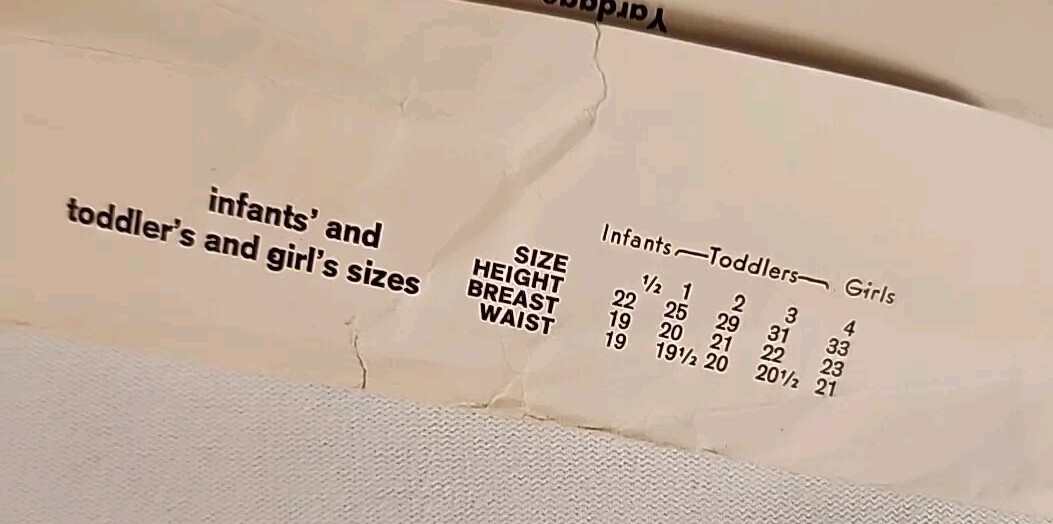 Yardage
infants' and
toddler's and girl's sizes
Infants—Toddlers— Girls
SIZE ½ 1 2 3 4
HEIGHT 22 25 29 31 33
BREAST 19 20 21 22 23
WAIST 19 19½ 20 20½ 21